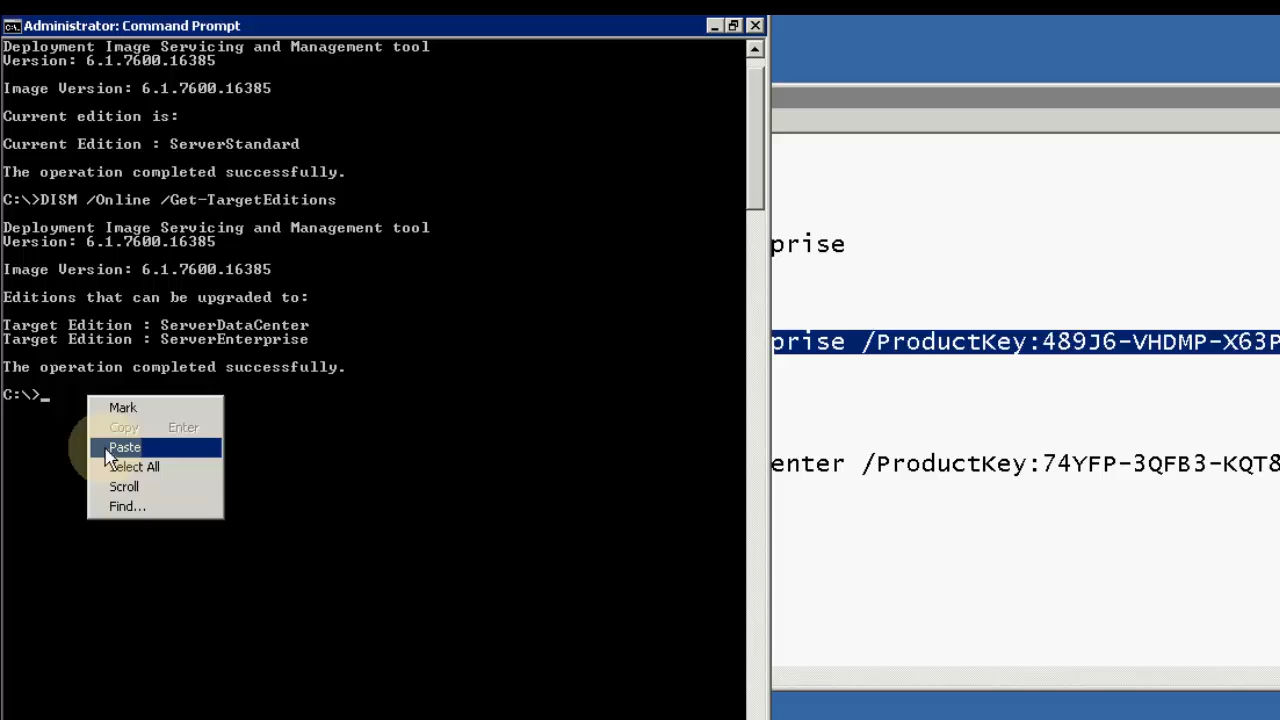 Administrator: Command Prompt
Deployment Image Servicing and Management tool
Version: 6.1.7600.16385
Image Version: 6.1.7600.16385
Current edition is:
Current Edition : ServerStandard
The operation completed successfully.
C:\>DISM /Online /Get-TargetEditions
Deployment Image Servicing and Management tool
Version: 6.1.7600.16385
Image Version: 6.1.7600.16385
Editions that can be upgraded to:
Target Edition : ServerDataCenter
Target Edition : ServerEnterprise
The operation completed successfully.
C:\>_
Mark
Copy Enter
Paste
Select All
Scroll
Find...
prise
prise /ProductKey:489J6-VHDMP-X63P
enter /ProductKey:74YFP-3QFB3-KQT8